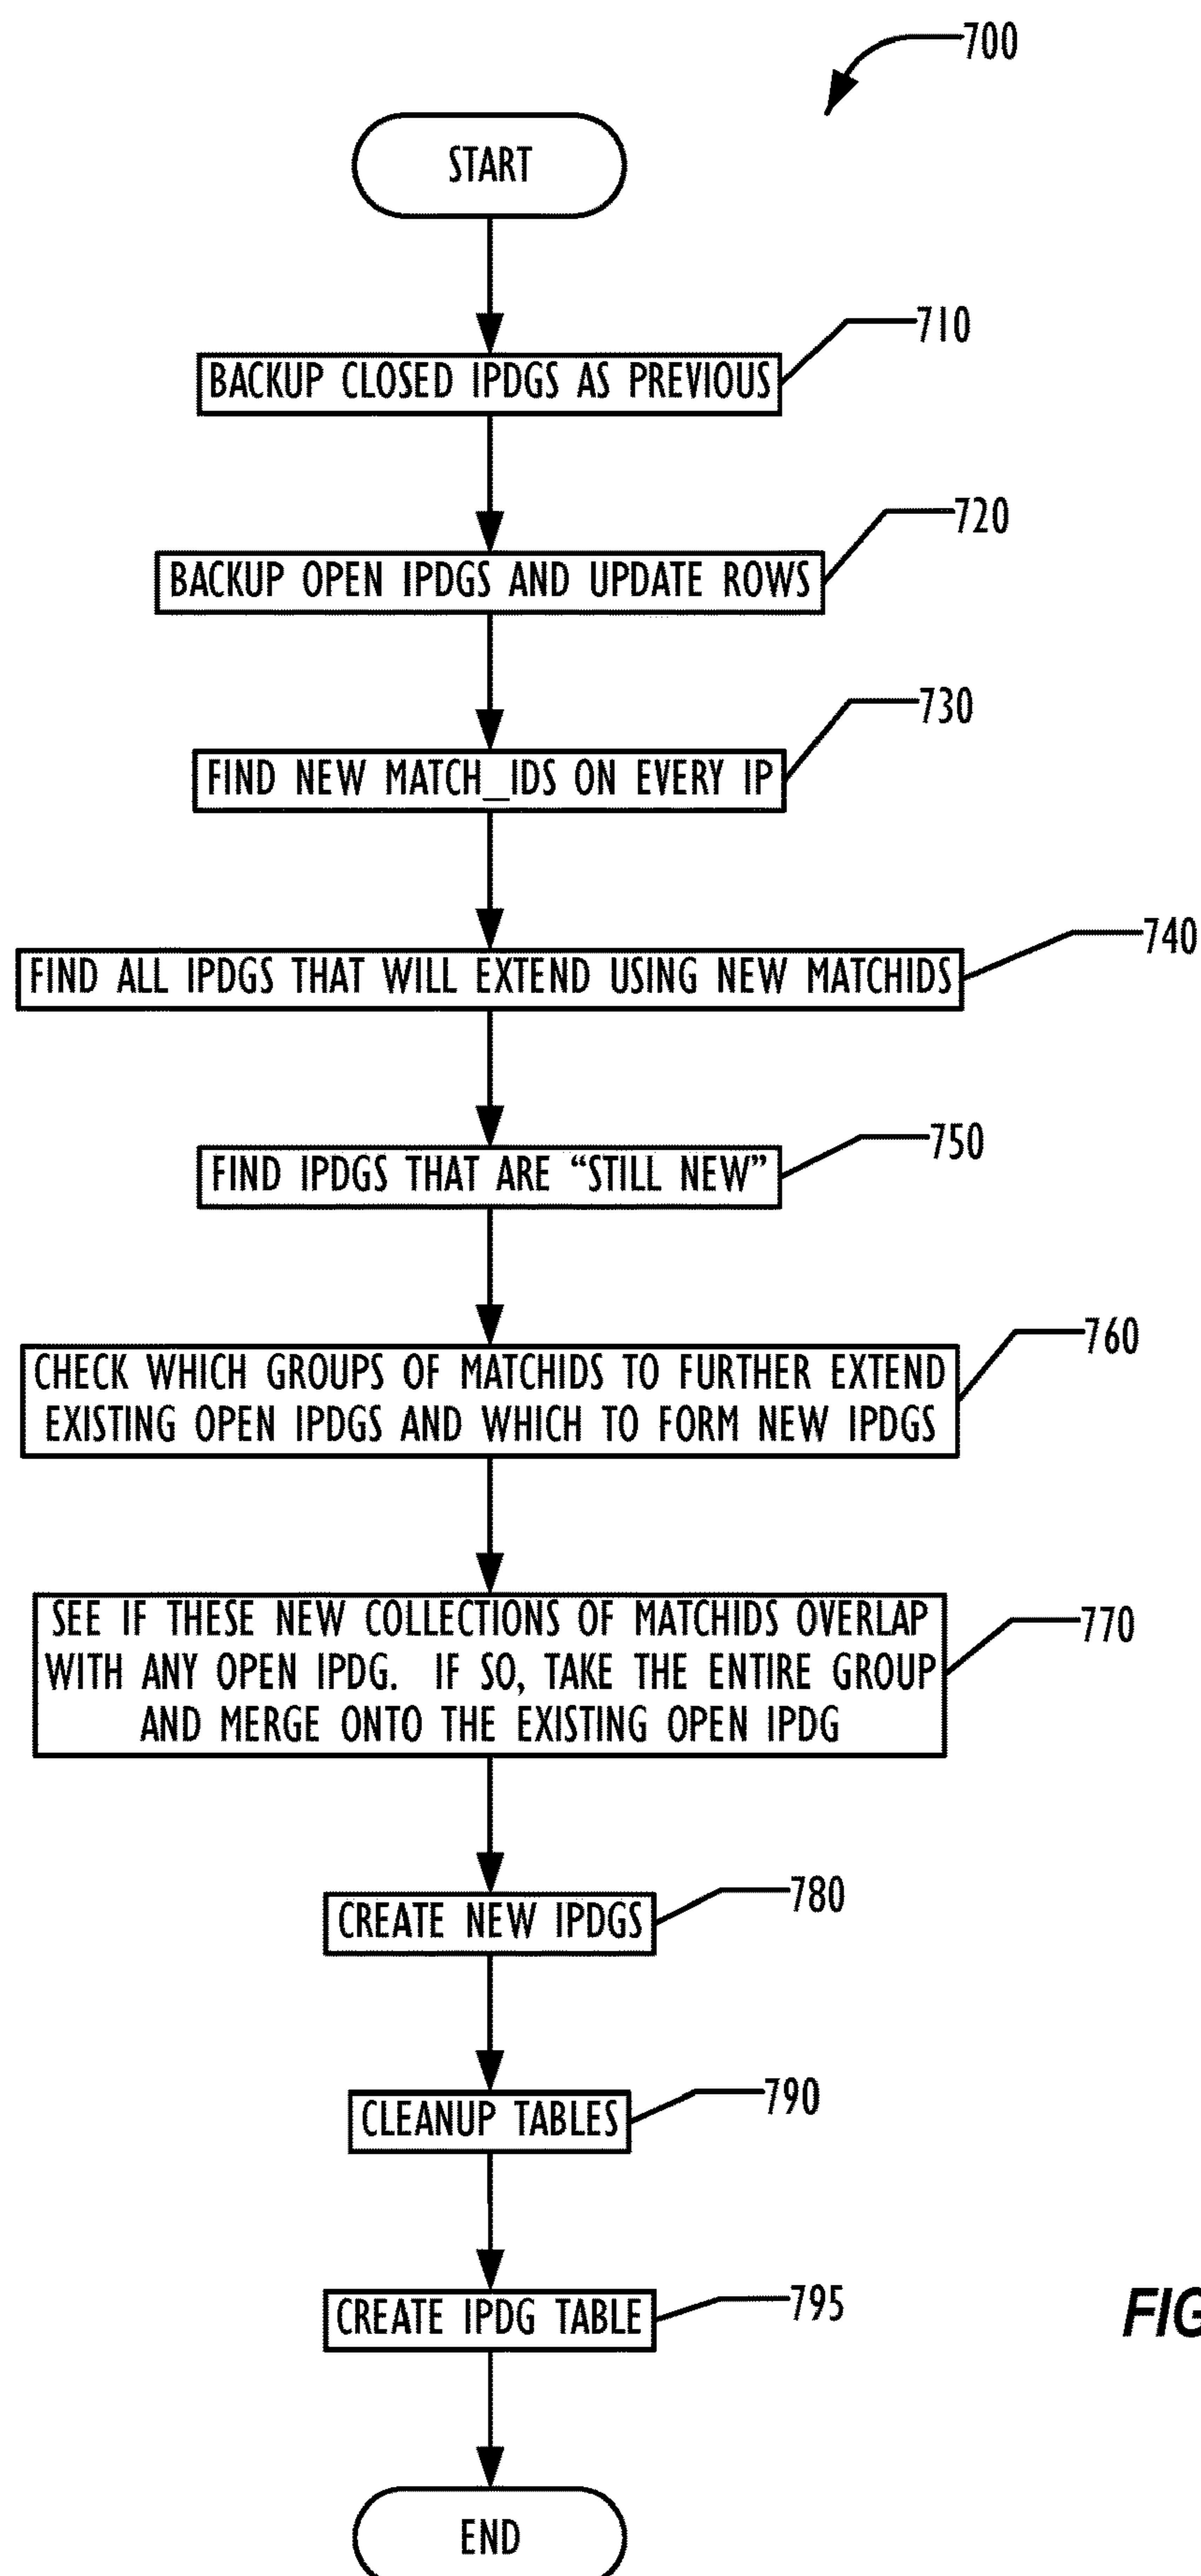 700
START
710
BACKUP CLOSED IPDGS AS PREVIOUS
720
BACKUP OPEN IPDGS AND UPDATE ROWS
730
FIND NEW MATCH_IDS ON EVERY IP
740
FIND ALL IPDGS THAT WILL EXTEND USING NEW MATCHIDS
750
FIND IPDGS THAT ARE “STILL NEW”
760
CHECK WHICH GROUPS OF MATCHIDS TO FURTHER EXTEND
EXISTING OPEN IPDGS AND WHICH TO FORM NEW IPDGS
770
SEE IF THESE NEW COLLECTIONS OF MATCHIDS OVERLAP
WITH ANY OPEN IPDG. IF SO, TAKE THE ENTIRE GROUP
AND MERGE ONTO THE EXISTING OPEN IPDG
780
CREATE NEW IPDGS
790
CLEANUP TABLES
795
CREATE IPDG TABLE
FIG
END